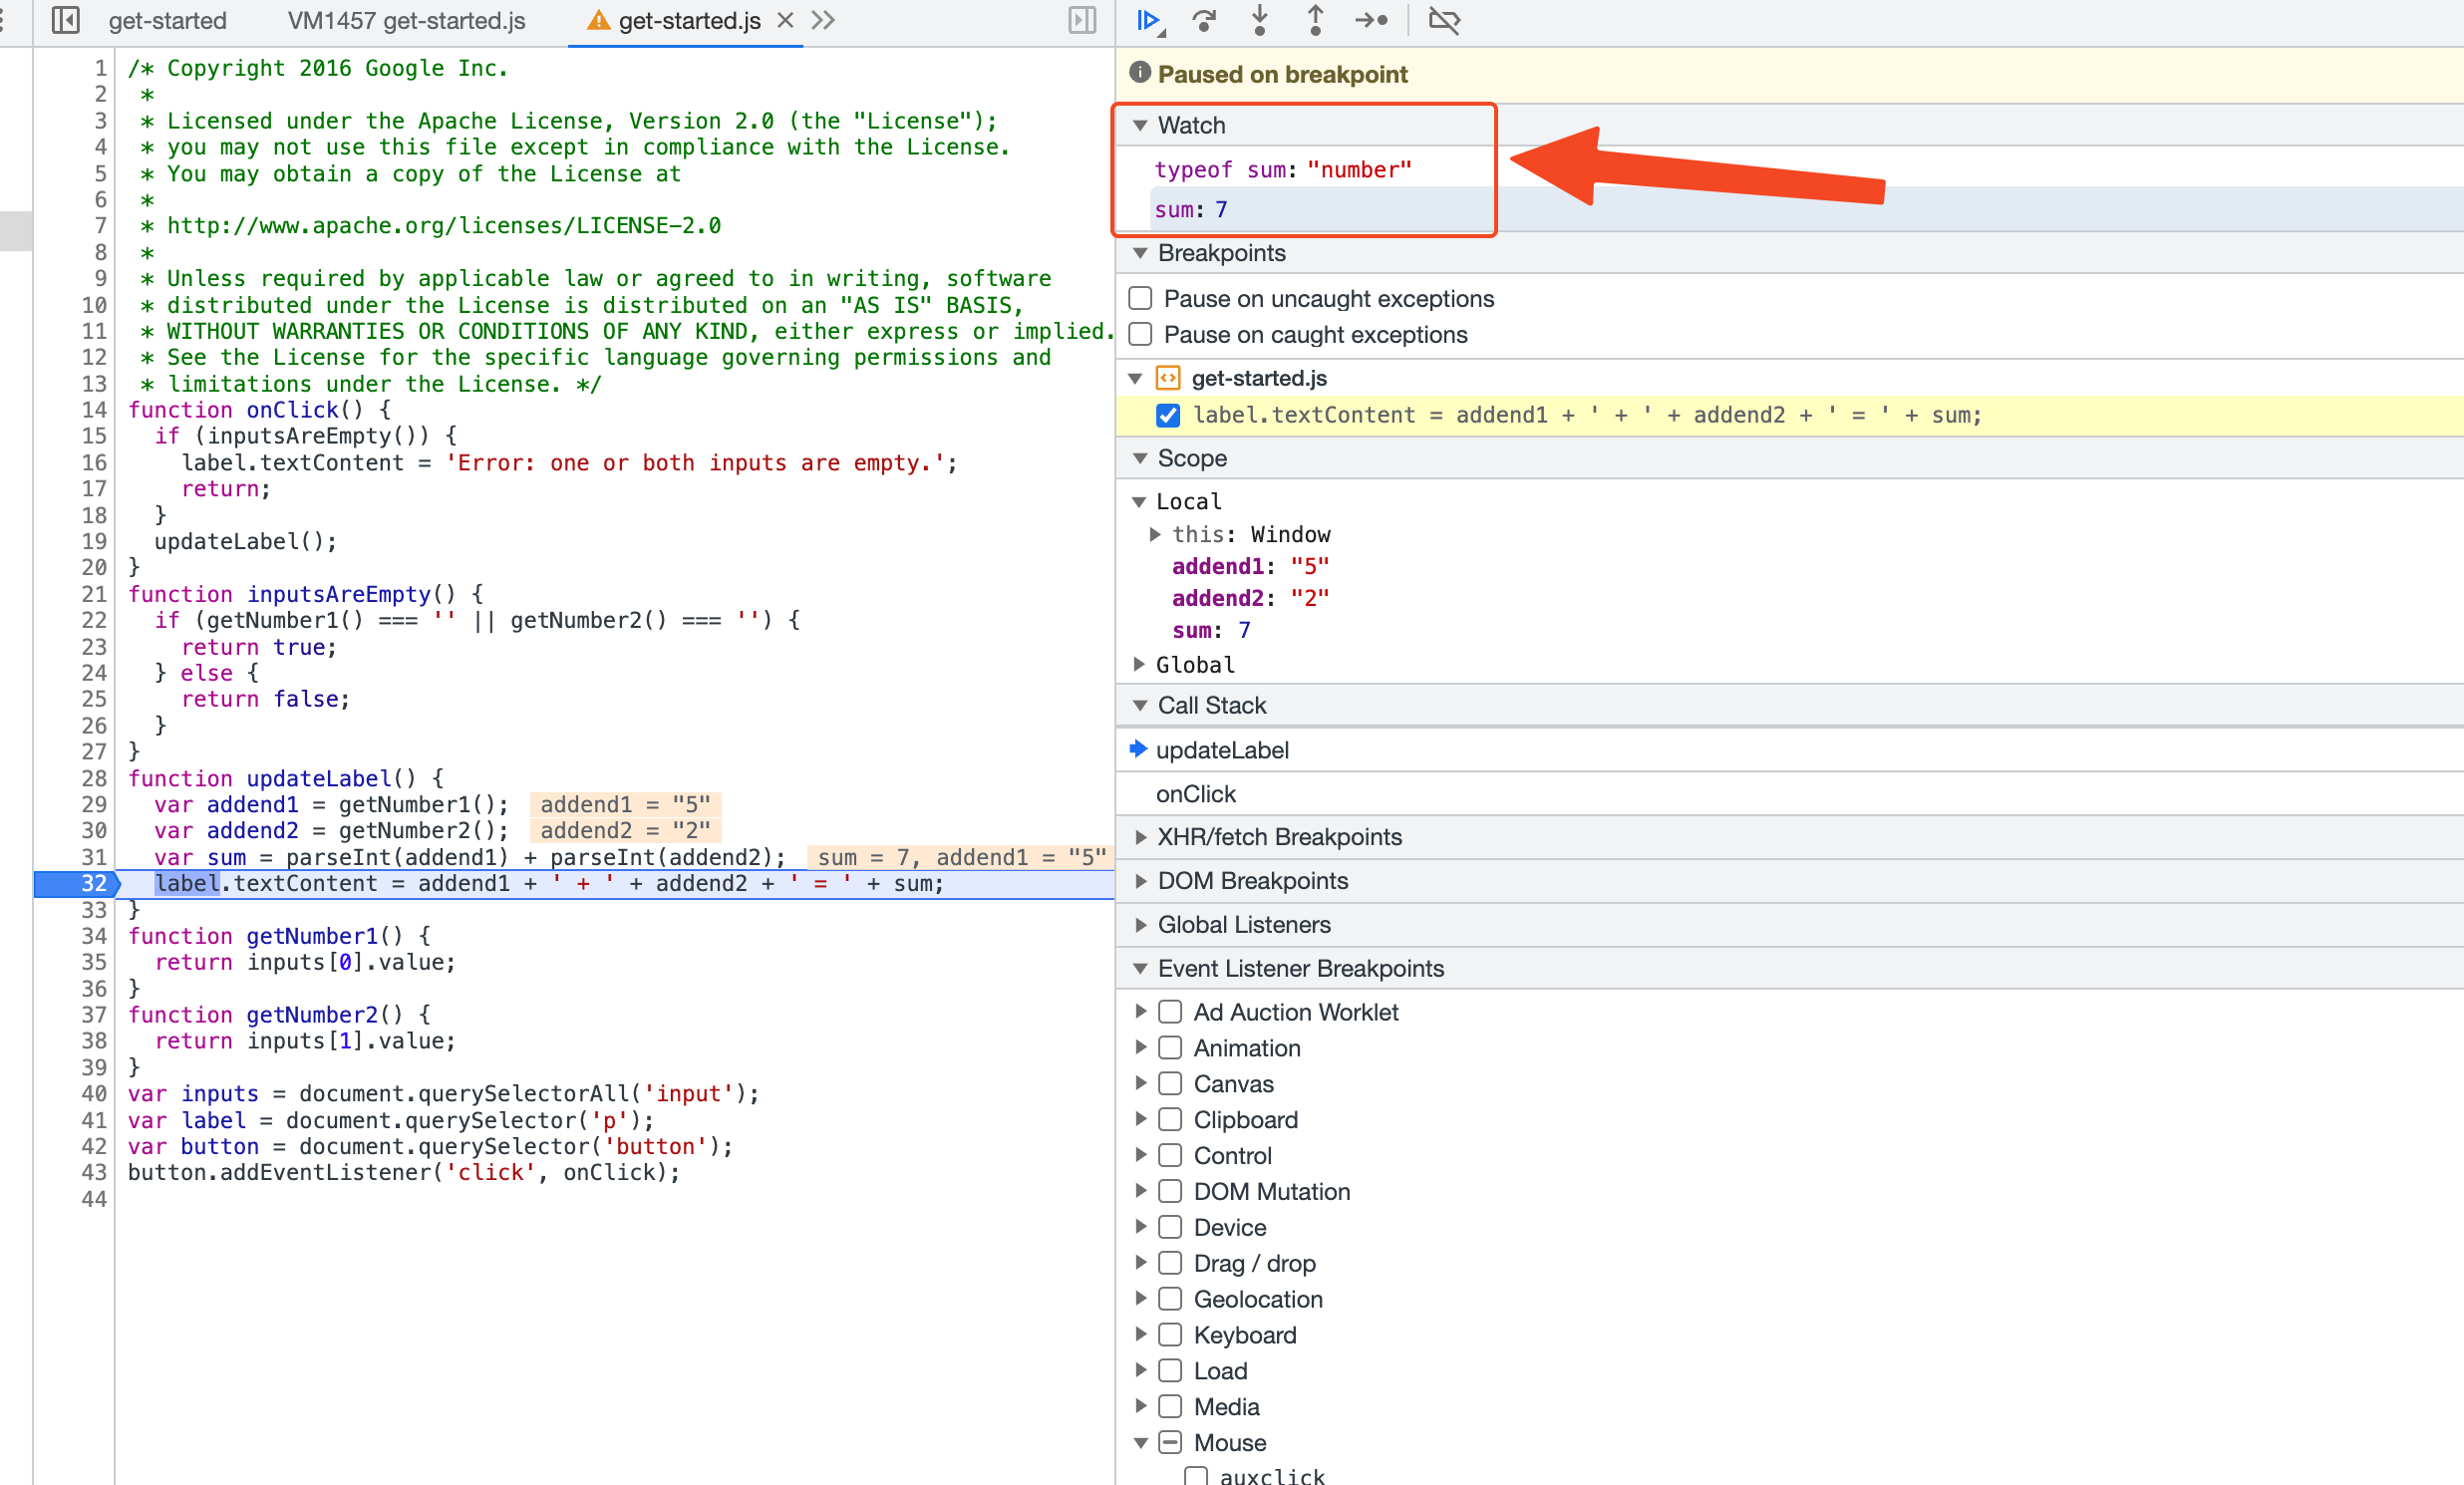 get-started VM1457 get-started.js get-started.js
1 /* Copyright 2016 Google Inc.
2 *
3 * Licensed under the Apache License, Version 2.0 (the "License");
4 * you may not use this file except in compliance with the License.
5 * You may obtain a copy of the License at
6 *
7 * http://www.apache.org/licenses/LICENSE-2.0
8 *
9 * Unless required by applicable law or agreed to in writing, software
10 * distributed under the License is distributed on an "AS IS" BASIS,
11 * WITHOUT WARRANTIES OR CONDITIONS OF ANY KIND, either express or implied.
12 * See the License for the specific language governing permissions and
13 * limitations under the License. */
14 function onClick() {
15   if (inputsAreEmpty()) {
16     label.textContent = 'Error: one or both inputs are empty.';
17     return;
18   }
19   updateLabel();
20 }
21 function inputsAreEmpty() {
22   if (getNumber1() === '' || getNumber2() === '') {
23     return true;
24   } else {
25     return false;
26   }
27 }
28 function updateLabel() {
29   var addend1 = getNumber1(); addend1 = "5"
30   var addend2 = getNumber2(); addend2 = "2"
31   var sum = parseInt(addend1) + parseInt(addend2); sum = 7, addend1 = "5"
32   label.textContent = addend1 + ' + ' + addend2 + ' = ' + sum;
33 }
34 function getNumber1() {
35   return inputs[0].value;
36 }
37 function getNumber2() {
38   return inputs[1].value;
39 }
40 var inputs = document.querySelectorAll('input');
41 var label = document.querySelector('p');
42 var button = document.querySelector('button');
43 button.addEventListener('click', onClick);
44
Paused on breakpoint
Watch
typeof sum: "number"
sum: 7
Breakpoints
Pause on uncaught exceptions
Pause on caught exceptions
get-started.js
label.textContent = addend1 + ' + ' + addend2 + ' = ' + sum;
Scope
Local
this: Window
addend1: "5"
addend2: "2"
sum: 7
Global
Call Stack
updateLabel
onClick
XHR/fetch Breakpoints
DOM Breakpoints
Global Listeners
Event Listener Breakpoints
Ad Auction Worklet
Animation
Canvas
Clipboard
Control
DOM Mutation
Device
Drag / drop
Geolocation
Keyboard
Load
Media
Mouse
auxclick